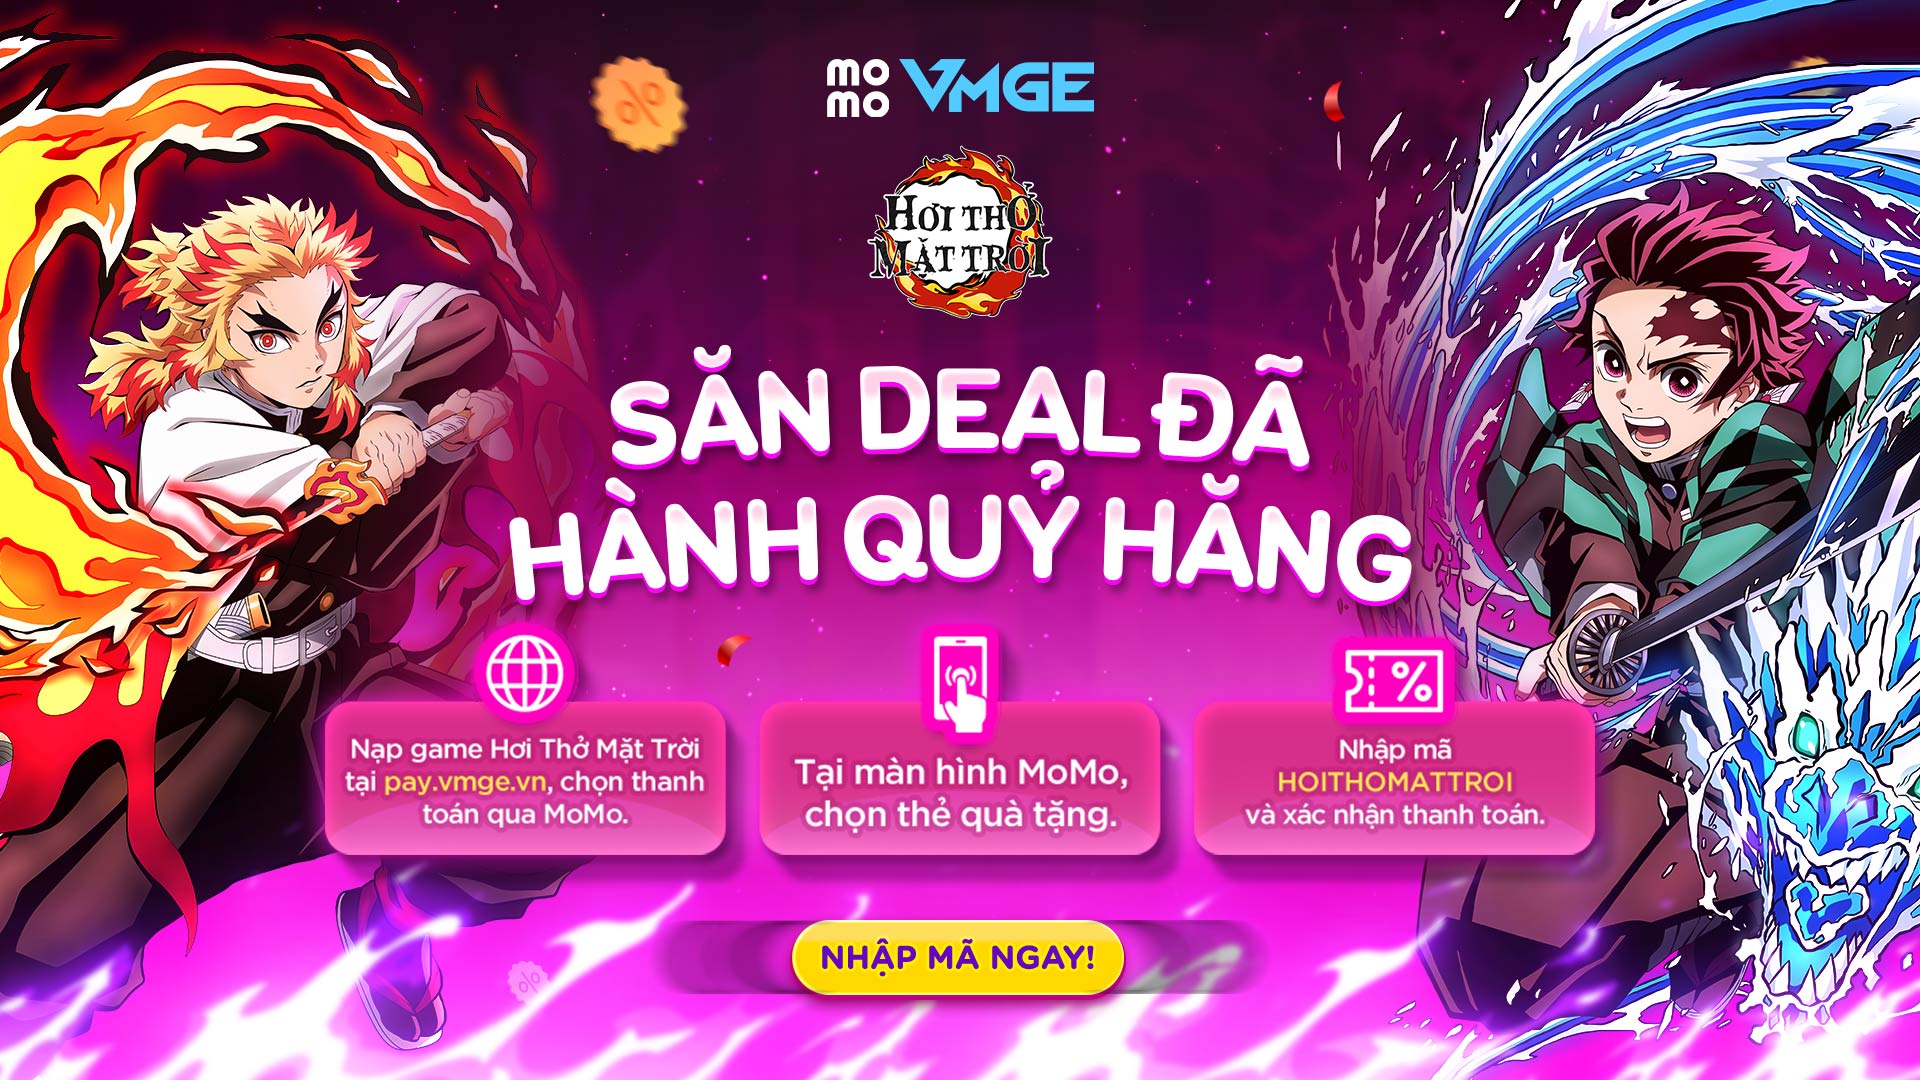 mo
mo VMGE
HƠI THỞ
MẶT TRỜI
SĂN DEAL ĐÃ
HÀNH QUỶ HĂNG
Nạp game Hơi Thở Mặt Trời
tại pay.vmge.vn, chọn thanh
toán qua MoMo.
Tại màn hình MoMo,
chọn thẻ quà tặng.
%
Nhập mã
HOITHOMATTROI
và xác nhận thanh toán.
NHẬP MÃ NGAY!